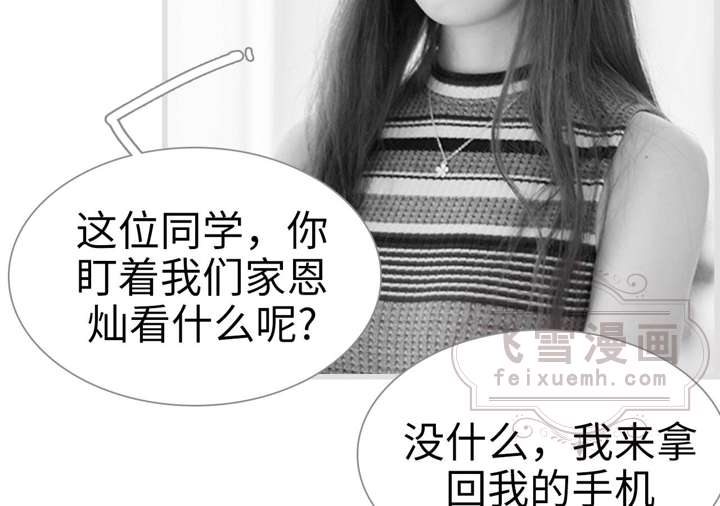 这位同学，你
盯着我们家恩
灿看什么呢?
飞雪漫画
feixuemh.com
没什么，我来拿
回我的手机